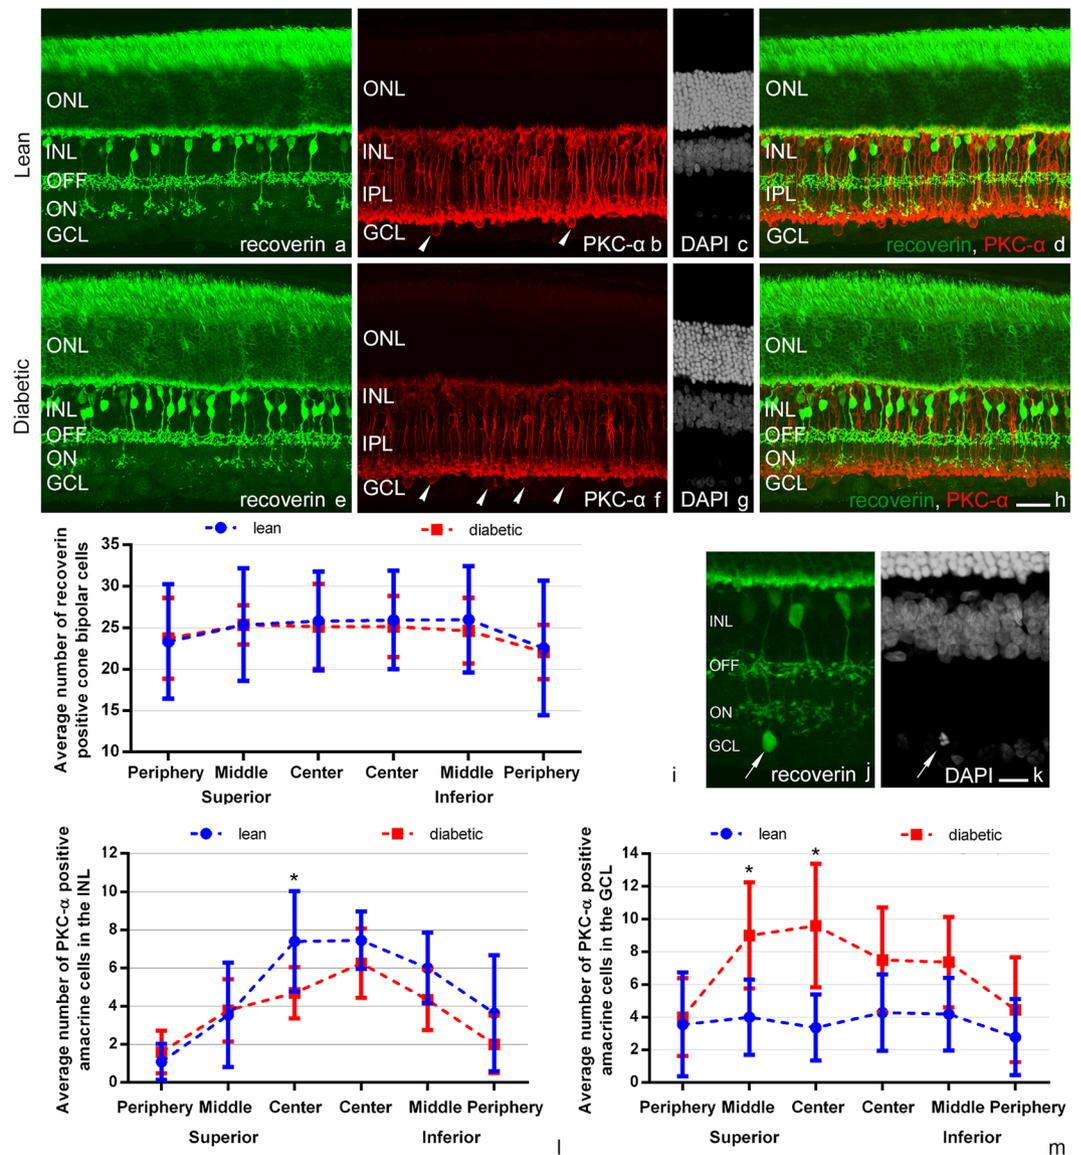 Lean
ONL
INL
OFF
ON
GCL
recoverin a
ONL
INL
IPL
GCL
PKC-α b
DAPI c
ONL
INL
IPL
GCL
recoverin, PKC-α d
Diabetic
ONL
INL
OFF
ON
GCL
recoverin e
ONL
INL
IPL
GCL
PKC-α f
DAPI g
ONL
INL
OFF
ON
GCL
recoverin, PKC-α h
lean
diabetic
Average number of recoverin
positive cone bipolar cells
35
30
25
20
15
10
Periphery Middle Center Center Middle Periphery
Superior Inferior
i
INL
OFF
ON
GCL
recoverin j
DAPI k
lean
diabetic
Average number of PKC-α positive
amacrine cells in the INL
12
10
8
6
4
2
0
*
Periphery Middle Center Center Middle Periphery
Superior Inferior
l
lean
diabetic
Average number of PKC-α positive
amacrine cells in the GCL
14
12
10
8
6
4
2
0
*
*
Periphery Middle Center Center Middle Periphery
Superior Inferior
m